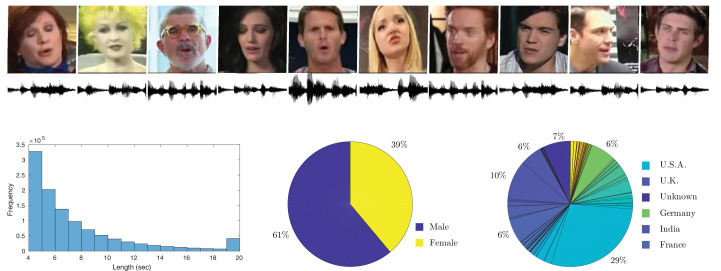 ×10⁵
3.5
3
2.5
2
1.5
1
0.5
0
4 6 8 10 12 14 16 18 20
Frequency
Length (sec)
39%
61%
Male
Female
7%
6%
6%
10%
6%
29%
U.S.A.
U.K.
Unknown
Germany
India
France